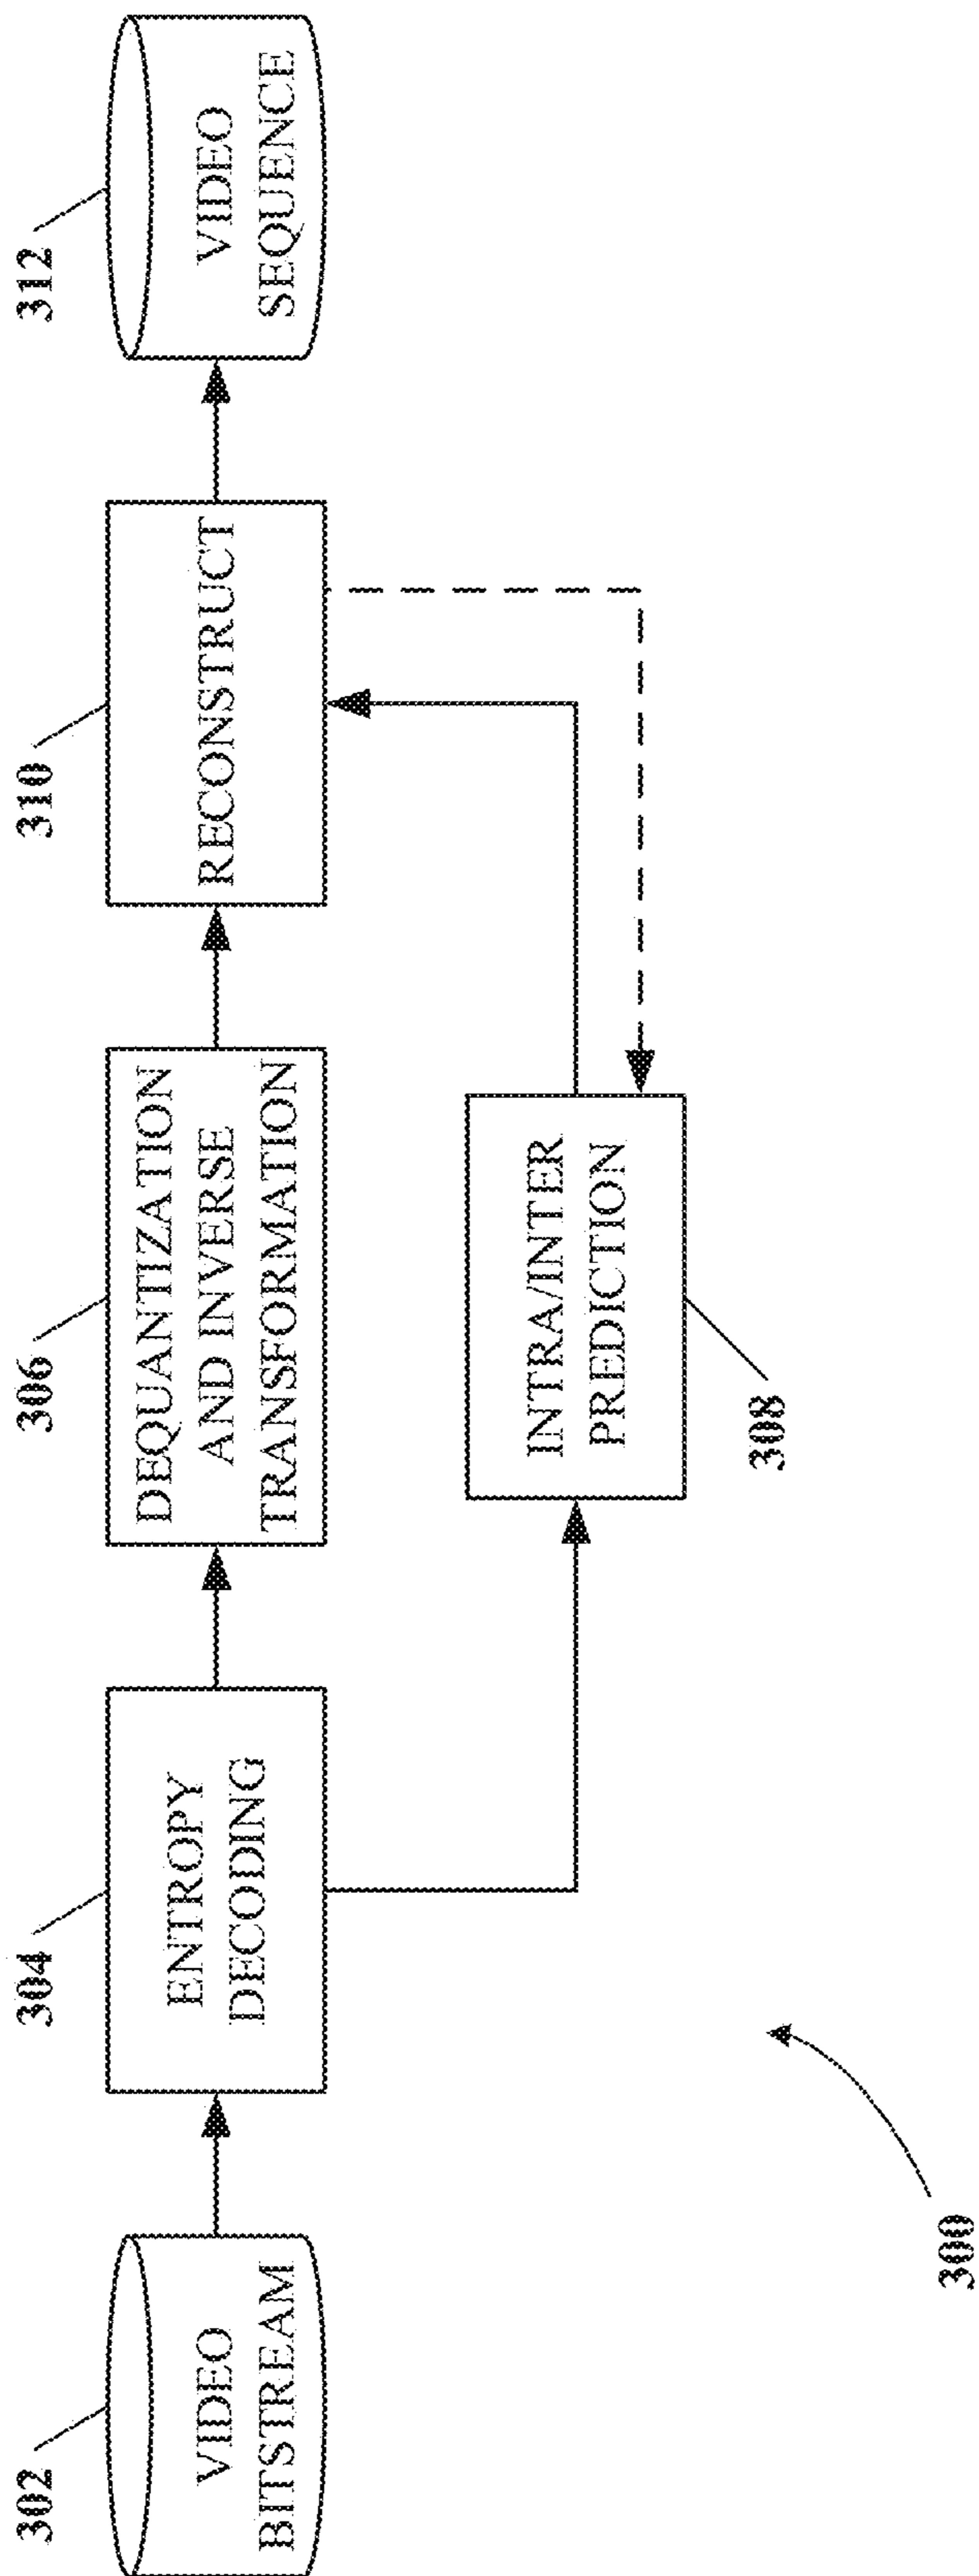 302
VIDEO
BITSTREAM
304
ENTROPY
DECODING
306
DEQUANTIZATION
AND INVERSE
TRANSFORMATION
310
RECONSTRUCT
312
VIDEO
SEQUENCE
INTRA/INTER
PREDICTION
308
300